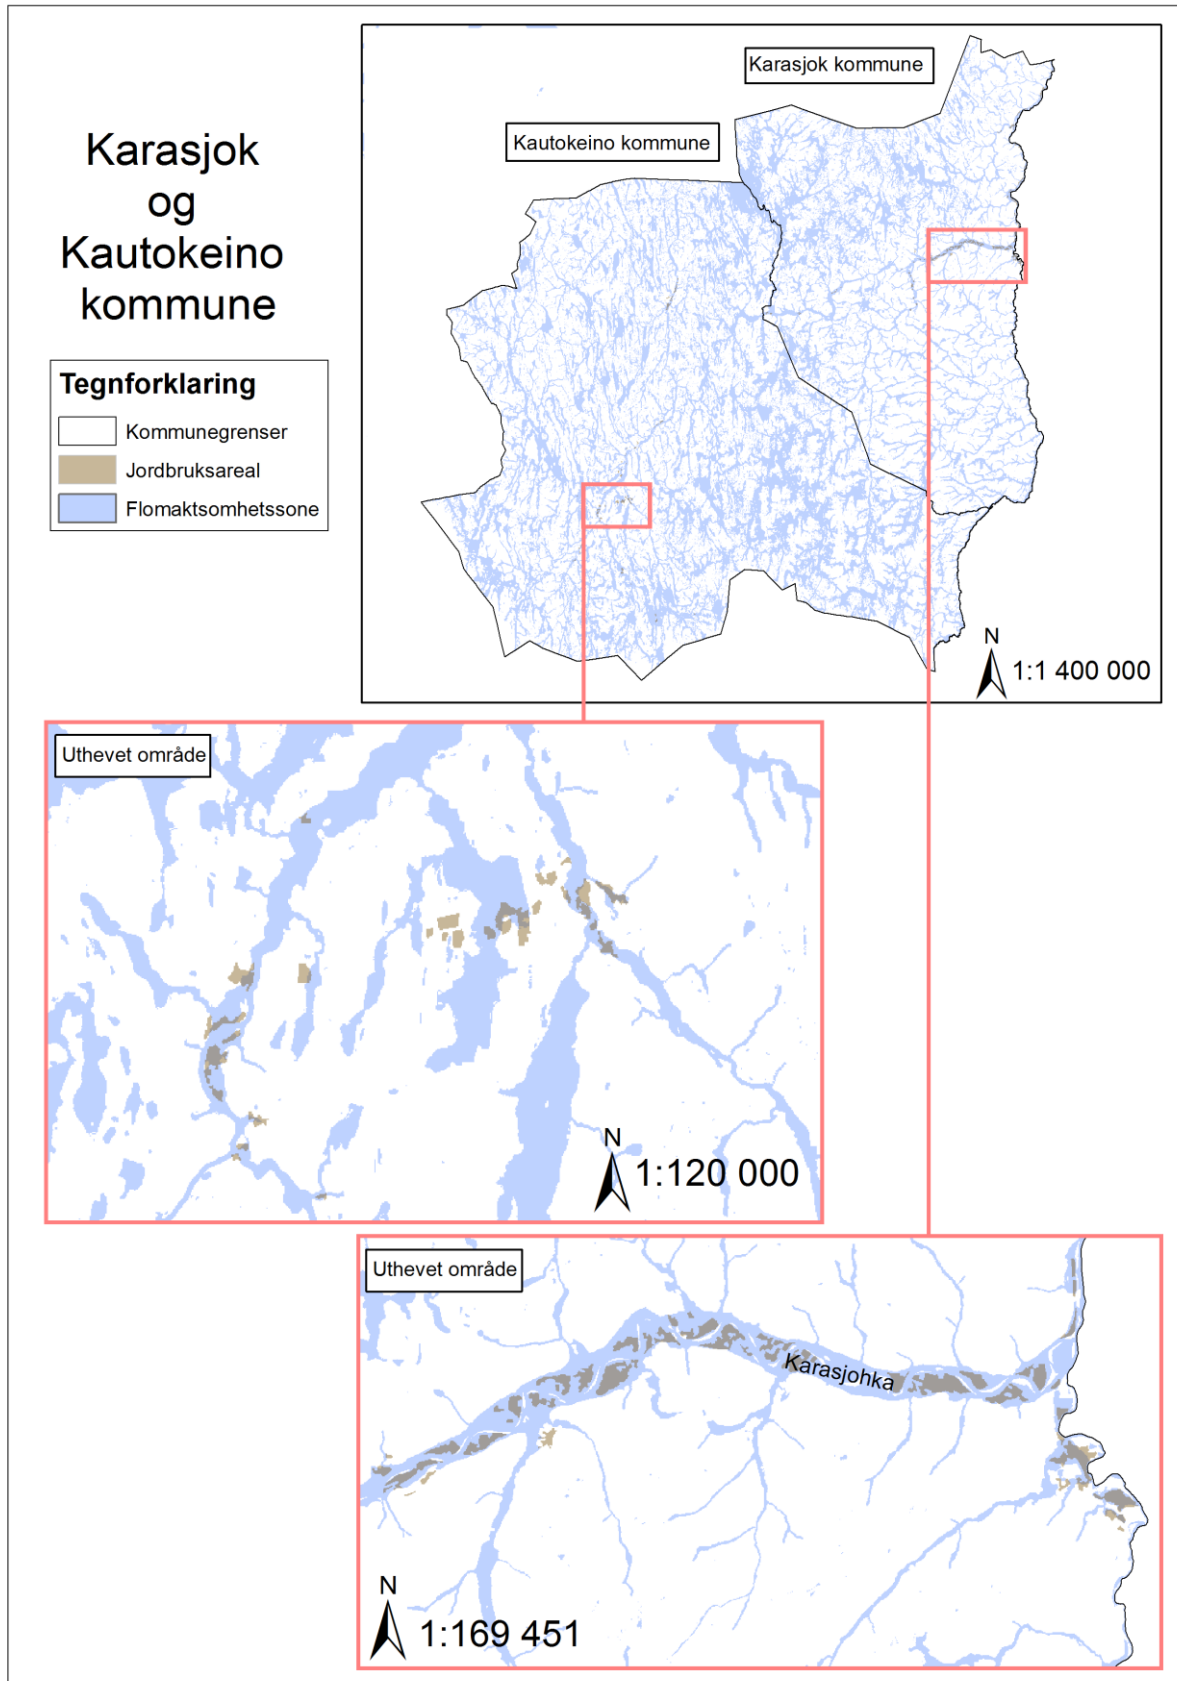 Karasjok
og
Kautokeino
kommune
Tegnforklaring
Kommunegrenser
Jordbruksareal
Flomaktsomhetssone
Karasjok kommune
Kautokeino kommune
N
1:1 400 000
Uthevet område
N
1:120 000
Uthevet område
Karasjohka
N
1:169 451